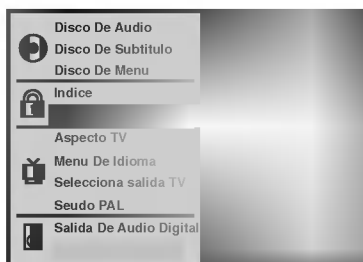 Disco De Audio
Disco De Subtitulo
Disco De Menu
Indice
Aspecto TV
Menu De Idioma
Selecciona salida TV
Seudo PAL
Salida De Audio Digital